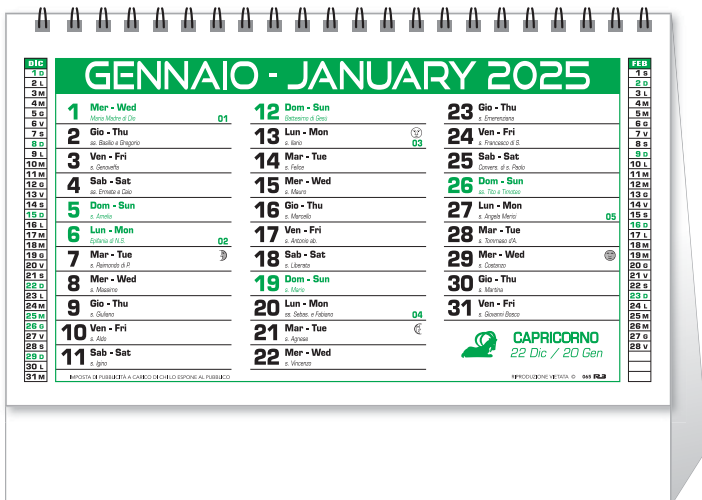 DIC
1 D
2 L
3 M
4 M
5 G
6 V
7 S
8 D
9 L
10 M
11 M
12 G
13 V
14 S
15 D
16 L
17 M
18 M
19 G
20 V
21 S
22 D
23 L
24 M
25 M
26 G
27 V
28 S
29 D
30 L
31 M
GENNAIO - JANUARY 2025
1 Mer - Wed
Maria Madre di Dio 01
2 Gio - Thu
ss. Basilio e Gregorio
3 Ven - Fri
s. Genoveffa
4 Sab - Sat
ss. Ermete e Caio
5 Dom - Sun
s. Amelia
6 Lun - Mon
Epifania di N.S. 02
7 Mar - Tue
s. Raimondo di P.
8 Mer - Wed
s. Massimo
9 Gio - Thu
s. Giuliano
10 Ven - Fri
s. Aldo
11 Sab - Sat
s. Igino
12 Dom - Sun
Battesimo di Gesù
13 Lun - Mon
s. Ilario 03
14 Mar - Tue
s. Felice
15 Mer - Wed
s. Mauro
16 Gio - Thu
s. Marcello
17 Ven - Fri
s. Antonio ab.
18 Sab - Sat
s. Liberata
19 Dom - Sun
s. Mario
20 Lun - Mon
ss. Sebas. e Fabiano 04
21 Mar - Tue
s. Agnese
22 Mer - Wed
s. Vincenzo
23 Gio - Thu
s. Emerenziana
24 Ven - Fri
s. Francesco di S.
25 Sab - Sat
Convers. di s. Paolo
26 Dom - Sun
ss. Tito e Timoteo
27 Lun - Mon
s. Angela Merici 05
28 Mar - Tue
s. Tommaso d'A.
29 Mer - Wed
s. Costanzo
30 Gio - Thu
s. Martina
31 Ven - Fri
s. Giovanni Bosco
CAPRICORNO
22 Dic / 20 Gen
IMPOSTA DI PUBBLICITÀ A CARICO DI CHI LO ESPONE AL PUBBLICO
RIPRODUZIONE VIETATA © 065
FEB
1 S
2 D
3 L
4 M
5 M
6 G
7 V
8 S
9 D
10 L
11 M
12 M
13 G
14 V
15 S
16 D
17 L
18 M
19 M
20 G
21 V
22 S
23 D
24 L
25 M
26 M
27 G
28 V